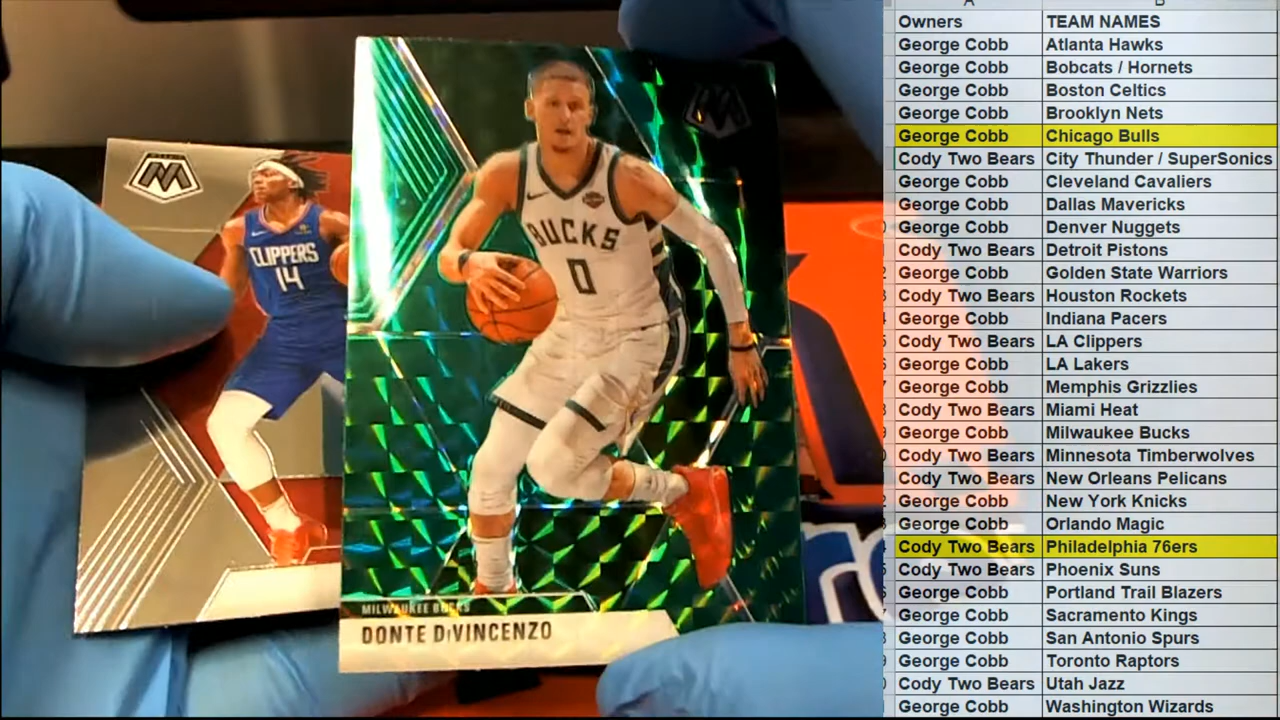 CLIPPERS
14
BUCKS
0
MILWAUKEE BUCKS
DONTE DiVINCENZO
A B
Owners TEAM NAMES
George Cobb Atlanta Hawks
George Cobb Bobcats / Hornets
George Cobb Boston Celtics
George Cobb Brooklyn Nets
George Cobb Chicago Bulls
Cody Two Bears City Thunder / SuperSonics
George Cobb Cleveland Cavaliers
George Cobb Dallas Mavericks
George Cobb Denver Nuggets
Cody Two Bears Detroit Pistons
George Cobb Golden State Warriors
Cody Two Bears Houston Rockets
George Cobb Indiana Pacers
Cody Two Bears LA Clippers
George Cobb LA Lakers
George Cobb Memphis Grizzlies
Cody Two Bears Miami Heat
George Cobb Milwaukee Bucks
Cody Two Bears Minnesota Timberwolves
Cody Two Bears New Orleans Pelicans
George Cobb New York Knicks
George Cobb Orlando Magic
Cody Two Bears Philadelphia 76ers
Cody Two Bears Phoenix Suns
George Cobb Portland Trail Blazers
George Cobb Sacramento Kings
George Cobb San Antonio Spurs
George Cobb Toronto Raptors
Cody Two Bears Utah Jazz
George Cobb Washington Wizards